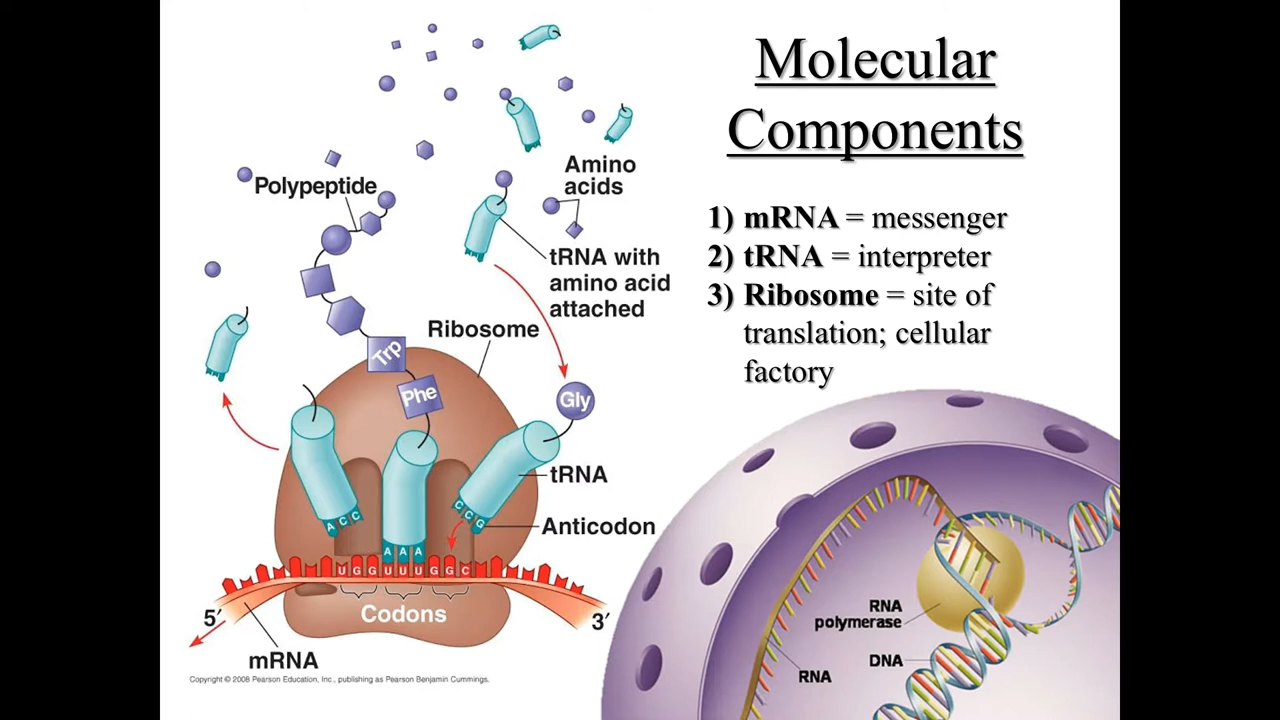 Molecular
Components
1) mRNA = messenger
2) tRNA = interpreter
3) Ribosome = site of
translation; cellular
factory
Amino
acids
Polypeptide
tRNA with
amino acid
attached
Ribosome
Trp
Phe
Gly
tRNA
Anticodon
A C C
A A A
C C G
U G G U U U G G C
Codons
5′
3′
mRNA
Copyright © 2008 Pearson Education, Inc., publishing as Pearson Benjamin Cummings.
RNA
polymerase
DNA
RNA